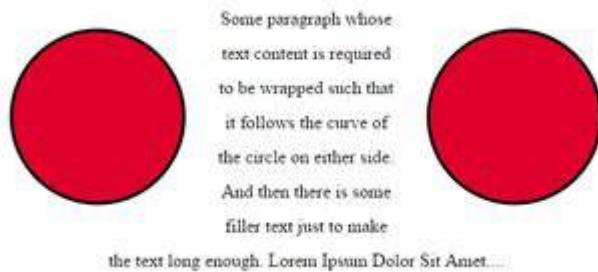 Some paragraph whose
text content is required
to be wrapped such that
it follows the curve of
the circle on either side.
And then there is some
filler text just to make
the text long enough. Lorem Ipsum Dolor Sit Amet....